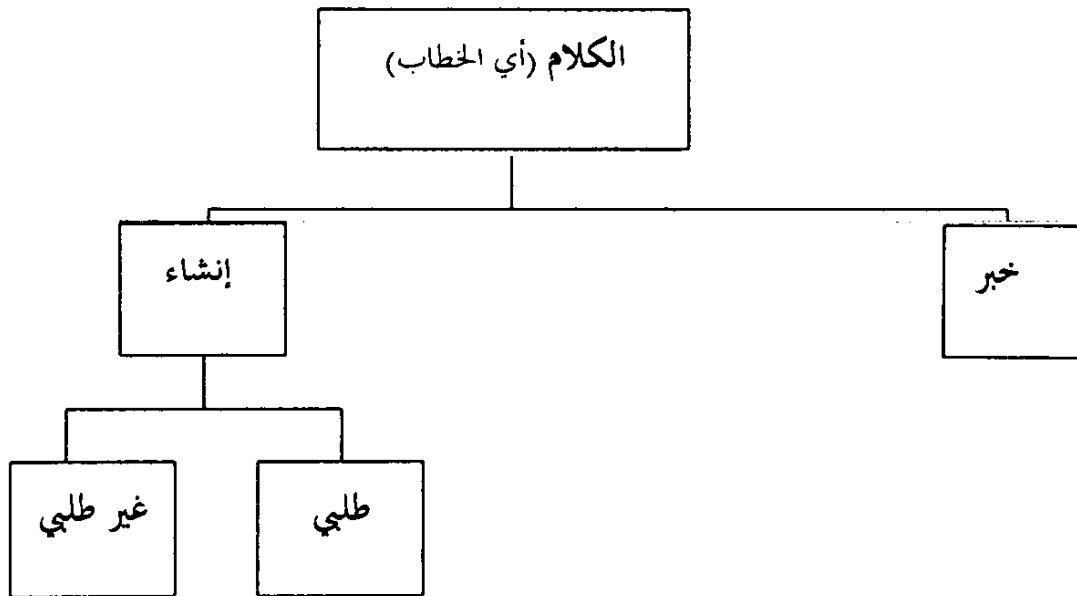 الكلام (أي الخطاب)
خبر
إنشاء
طلبي
غير طلبي